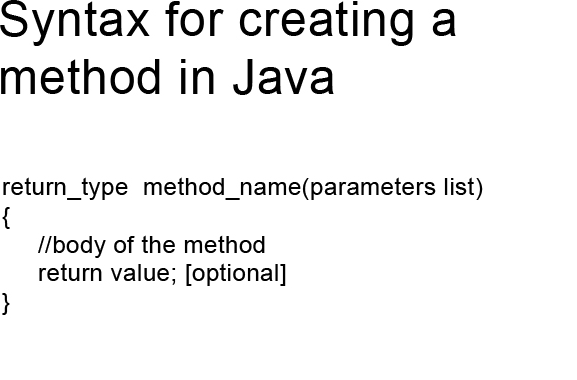 Syntax for creating a
method in Java
return_type  method_name(parameters list)
{
//body of the method
return value; [optional]
}